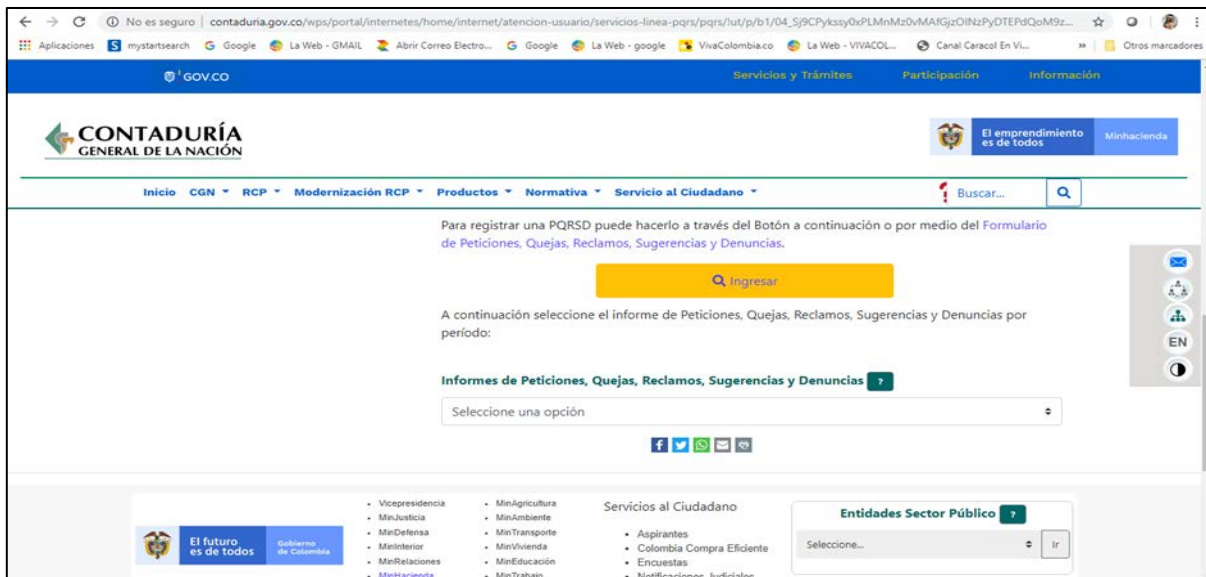 No es seguro | contaduria.gov.co/wps/portal/internetes/home/internet/atencion-usuario/servicios-linea-pqrs/pqrs/lut/p/b1/04_Sj9CPykssy0xPLMnMz0vMAfGjzOINzPyDTEPdQoM9z...
Aplicaciones mystartsearch Google La Web - GMAIL Abrir Correo Electro... Google La Web - google VivaColombia.co La Web - VIVACOL... Canal Caracol En Vi... » Otros marcadores
GOV.CO Servicios y Trámites Participación Información
CONTADURÍA
GENERAL DE LA NACIÓN
El emprendimiento
es de todos
Minhacienda
Inicio CGN RCP Modernización RCP Productos Normativa Servicio al Ciudadano Buscar...
Para registrar una PQRSD puede hacerlo a través del Botón a continuación o por medio del Formulario
de Peticiones, Quejas, Reclamos, Sugerencias y Denuncias.
Ingresar
A continuación seleccione el informe de Peticiones, Quejas, Reclamos, Sugerencias y Denuncias por
período:
EN
Informes de Peticiones, Quejas, Reclamos, Sugerencias y Denuncias ?
Seleccione una opción
El futuro
es de todos
Gobierno
de Colombia
Vicepresidencia
MinJusticia
MinDefensa
MinInterior
MinRelaciones
MinHacienda
MinAgricultura
MinAmbiente
MinTransporte
MinVivienda
MinEducación
MinTrabajo
Servicios al Ciudadano
Aspirantes
Colombia Compra Eficiente
Encuestas
Notificaciones Judiciales
Entidades Sector Público ?
Seleccione... Ir